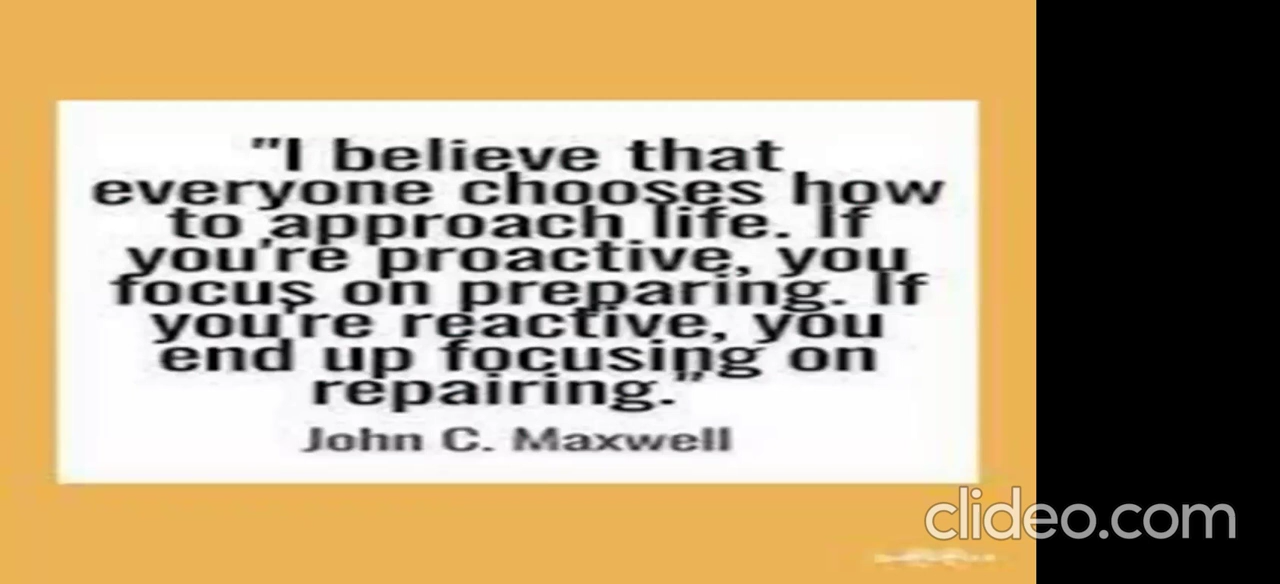 "I believe that
everyone chooses how
to approach life. If
you're proactive, you
focus on preparing. If
you're reactive, you
end up focusing on
repairing."
John C. Maxwell
clideo.com